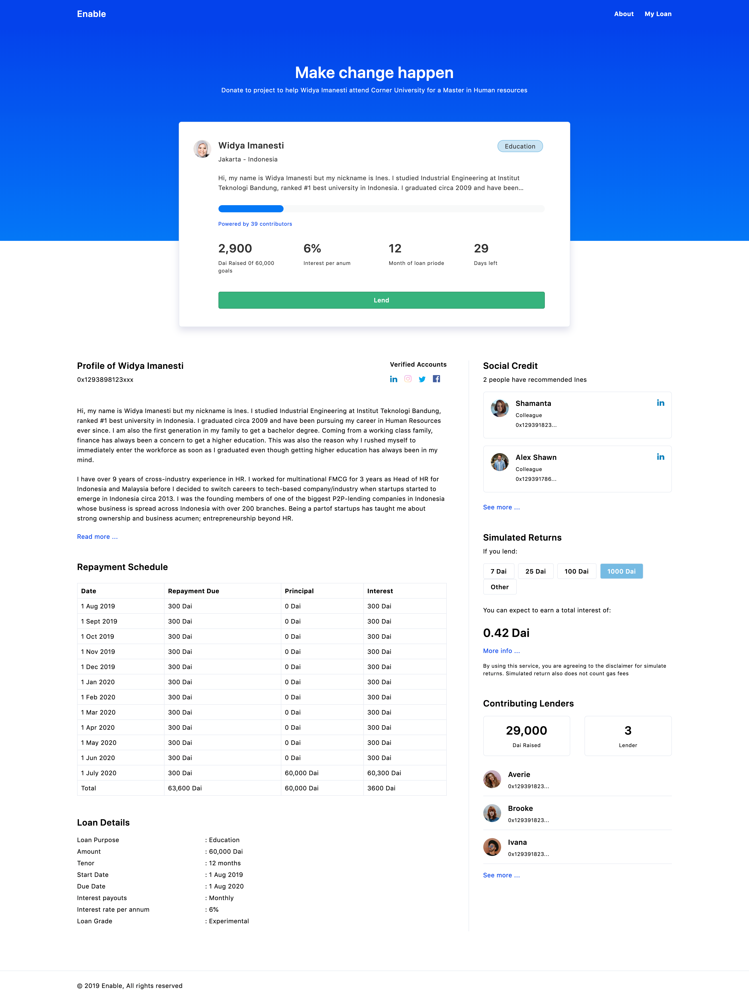 Enable
About
My Loan
Make change happen
Donate to project to help Widya Imanesti attend Corner University for a Master in Human resources
Widya Imanesti
Education
Jakarta - Indonesia
Hi, my name is Widya Imanesti but my nickname is Ines. I studied Industrial Engineering at Institut
Teknologi Bandung, ranked #1 best university in Indonesia. I graduated circa 2009 and have been...
Powered by 39 contributors
2,900
6%
12
29
Dai Raised 0f 60,000
goals
Interest per anum
Month of loan priode
Days left
Lend
Profile of Widya Imanesti
0x1293898123xxx
Verified Accounts
Hi, my name is Widya Imanesti but my nickname is Ines. I studied Industrial Engineering at Institut Teknologi Bandung,
ranked #1 best university in Indonesia. I graduated circa 2009 and have been pursuing my career in Human Resources
ever since. I am also the first generation in my family to get a bachelor degree. Coming from a working class family,
finance has always been a concern to get a higher education. This was also the reason why I rushed myself to
immediately enter the workforce as soon as I graduated even though getting higher education has always been in my
mind.
I have over 9 years of cross-industry experience in HR. I worked for multinational FMCG for 3 years as Head of HR for
Indonesia and Malaysia before I decided to switch careers to tech-based company/industry when startups started to
emerge in Indonesia circa 2013. I was the founding members of one of the biggest P2P-lending companies in Indonesia
whose business is spread across Indonesia with over 200 branches. Being a partof startups has taught me about
strong ownership and business acumen; entrepreneurship beyond HR.
Read more ...
Repayment Schedule
Date Repayment Due Principal Interest
1 Aug 2019 300 Dai 0 Dai 300 Dai
1 Sept 2019 300 Dai 0 Dai 300 Dai
1 Oct 2019 300 Dai 0 Dai 300 Dai
1 Nov 2019 300 Dai 0 Dai 300 Dai
1 Dec 2019 300 Dai 0 Dai 300 Dai
1 Jan 2020 300 Dai 0 Dai 300 Dai
1 Feb 2020 300 Dai 0 Dai 300 Dai
1 Mar 2020 300 Dai 0 Dai 300 Dai
1 Apr 2020 300 Dai 0 Dai 300 Dai
1 May 2020 300 Dai 0 Dai 300 Dai
1 Jun 2020 300 Dai 0 Dai 300 Dai
1 July 2020 300 Dai 60,000 Dai 60,300 Dai
Total 63,600 Dai 60,000 Dai 3600 Dai
Loan Details
Loan Purpose : Education
Amount : 60,000 Dai
Tenor : 12 months
Start Date : 1 Aug 2019
Due Date : 1 Aug 2020
Interest payouts : Monthly
Interest rate per annum : 6%
Loan Grade : Experimental
Social Credit
2 people have recommended Ines
Shamanta
Colleague
0x129391823...
Alex Shawn
Colleague
0x129391786...
See more ...
Simulated Returns
If you lend:
7 Dai
25 Dai
100 Dai
1000 Dai
Other
You can expect to earn a total interest of:
0.42 Dai
More info ...
By using this service, you are agreeing to the disclaimer for simulate
returns. Simulated return also does not count gas fees
Contributing Lenders
29,000
Dai Raised
3
Lender
Averie
0x129391823...
Brooke
0x129391823...
Ivana
0x129391823...
See more ...
© 2019 Enable, All rights reserved